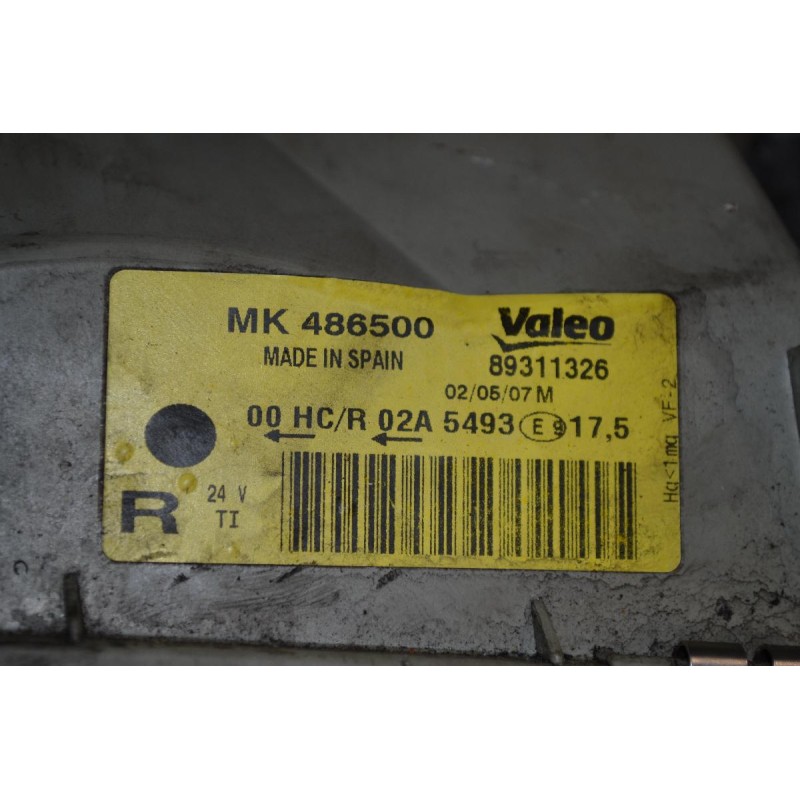 MK 486500 Valeo
MADE IN SPAIN 89311326
02/05/07 M
00 HC/R 02A 5493 E 9 17,5
R 24 V
TI
Hg<1mg VF-2